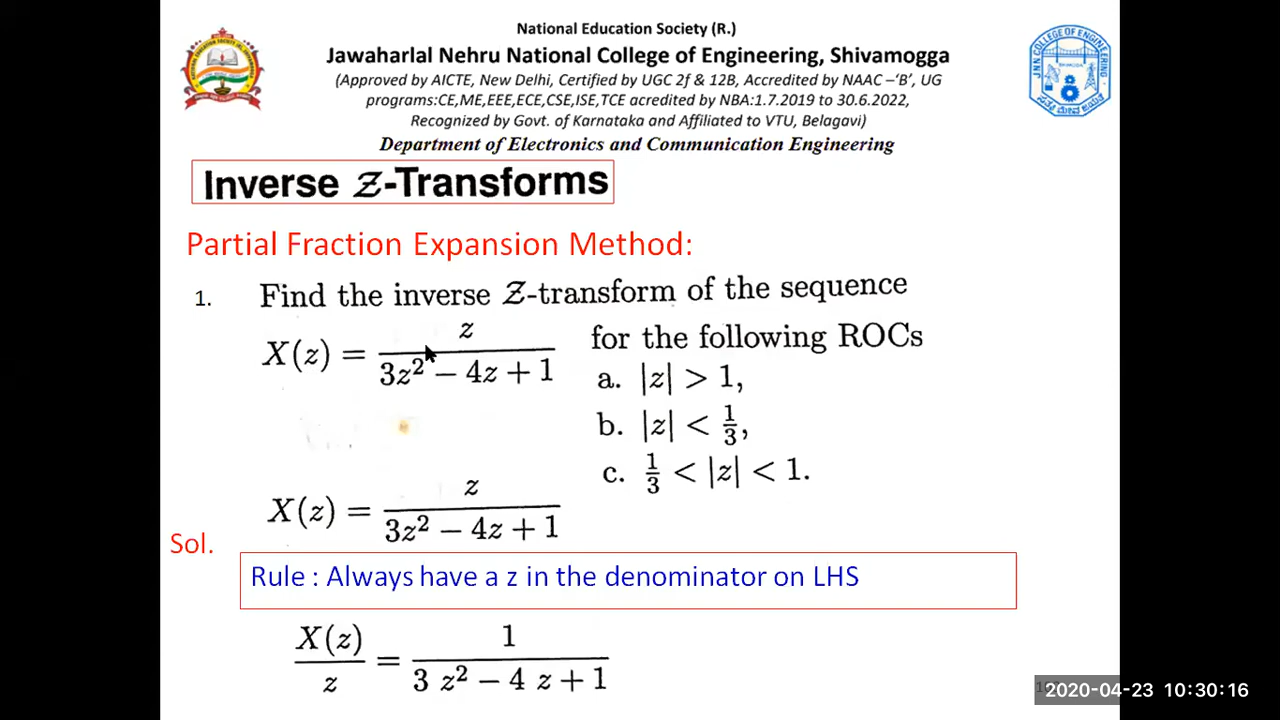 National Education Society (R.)
Jawaharlal Nehru National College of Engineering, Shivamogga
(Approved by AICTE, New Delhi, Certified by UGC 2f & 12B, Accredited by NAAC –‘B’, UG
programs:CE,ME,EEE,ECE,CSE,ISE,TCE acredited by NBA:1.7.2019 to 30.6.2022,
Recognized by Govt. of Karnataka and Affiliated to VTU, Belagavi)
Department of Electronics and Communication Engineering
Inverse Z-Transforms
Partial Fraction Expansion Method:
1. Find the inverse Z-transform of the sequence
X(z) = z / (3z² − 4z + 1) for the following ROCs
a. |z| > 1,
b. |z| < 1/3,
c. 1/3 < |z| < 1.
X(z) = z / (3z² − 4z + 1)
Sol.
Rule : Always have a z in the denominator on LHS
X(z)/z = 1 / (3 z² − 4 z + 1)
2020-04-23 10:30:16